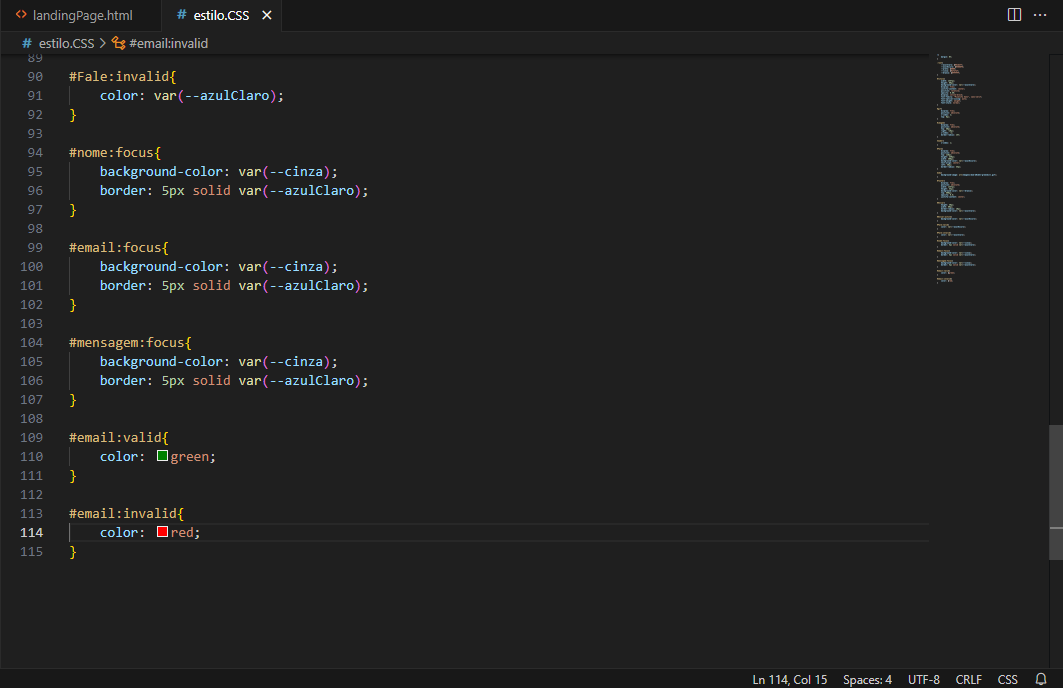 landingPage.html
# estilo.CSS
# estilo.CSS > #email:invalid
89
90 #Fale:invalid{
91 color: var(--azulClaro);
92 }
93
94 #nome:focus{
95 background-color: var(--cinza);
96 border: 5px solid var(--azulClaro);
97 }
98
99 #email:focus{
100 background-color: var(--cinza);
101 border: 5px solid var(--azulClaro);
102 }
103
104 #mensagem:focus{
105 background-color: var(--cinza);
106 border: 5px solid var(--azulClaro);
107 }
108
109 #email:valid{
110 color: green;
111 }
112
113 #email:invalid{
114 color: red;
115 }
Ln 114, Col 15 Spaces: 4 UTF-8 CRLF CSS